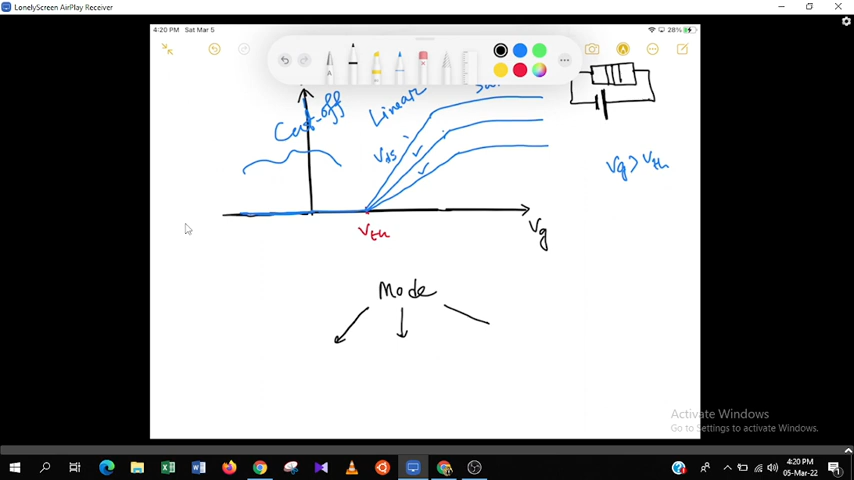 LonelyScreen AirPlay Receiver
4:20 PM Sat Mar 5
28%
A
Cut-off
Linear
Vds
Vg > Vth
Vth
Vg
Mode
Activate Windows
Go to Settings to activate Windows.
4:20 PM
05-Mar-22